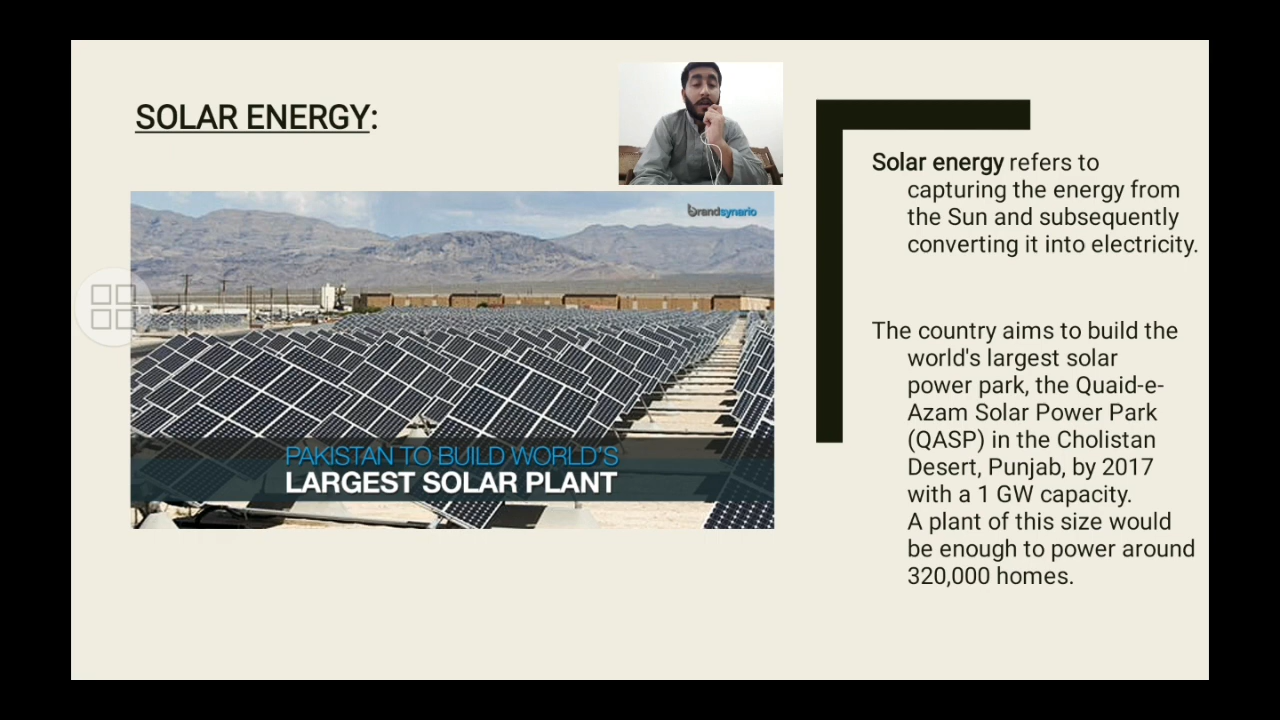 SOLAR ENERGY:
brandsynario
PAKISTAN TO BUILD WORLD'S
LARGEST SOLAR PLANT
Solar energy refers to
capturing the energy from
the Sun and subsequently
converting it into electricity.
The country aims to build the
world's largest solar
power park, the Quaid-e-
Azam Solar Power Park
(QASP) in the Cholistan
Desert, Punjab, by 2017
with a 1 GW capacity.
A plant of this size would
be enough to power around
320,000 homes.